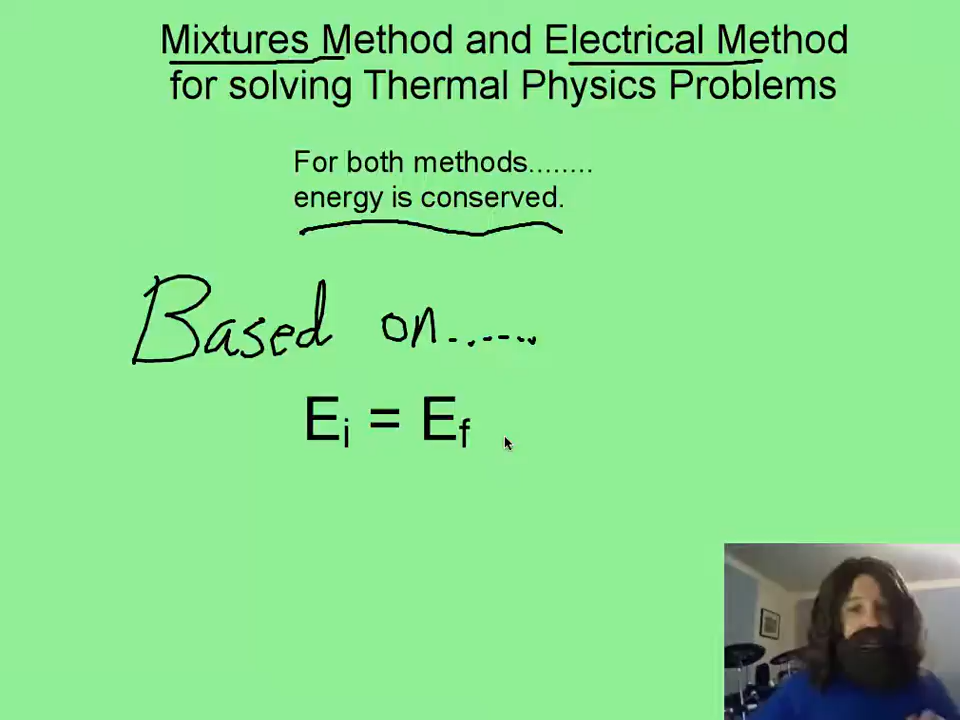 Mixtures Method and Electrical Method
for solving Thermal Physics Problems
For both methods........
energy is conserved.
Based on......
Ei = Ef